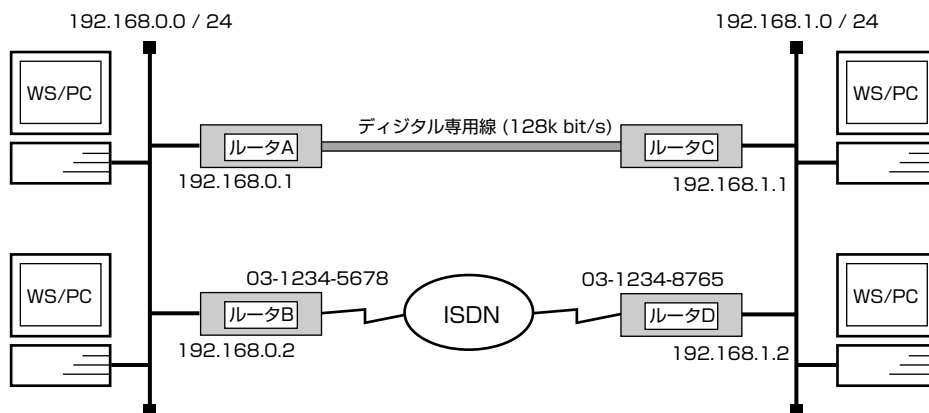 192.168.0.0 / 24
192.168.1.0 / 24
WS/PC
ルータA
192.168.0.1
ディジタル専用線 (128k bit/s)
ルータC
192.168.1.1
WS/PC
WS/PC
03-1234-5678
ルータB
192.168.0.2
ISDN
03-1234-8765
ルータD
192.168.1.2
WS/PC